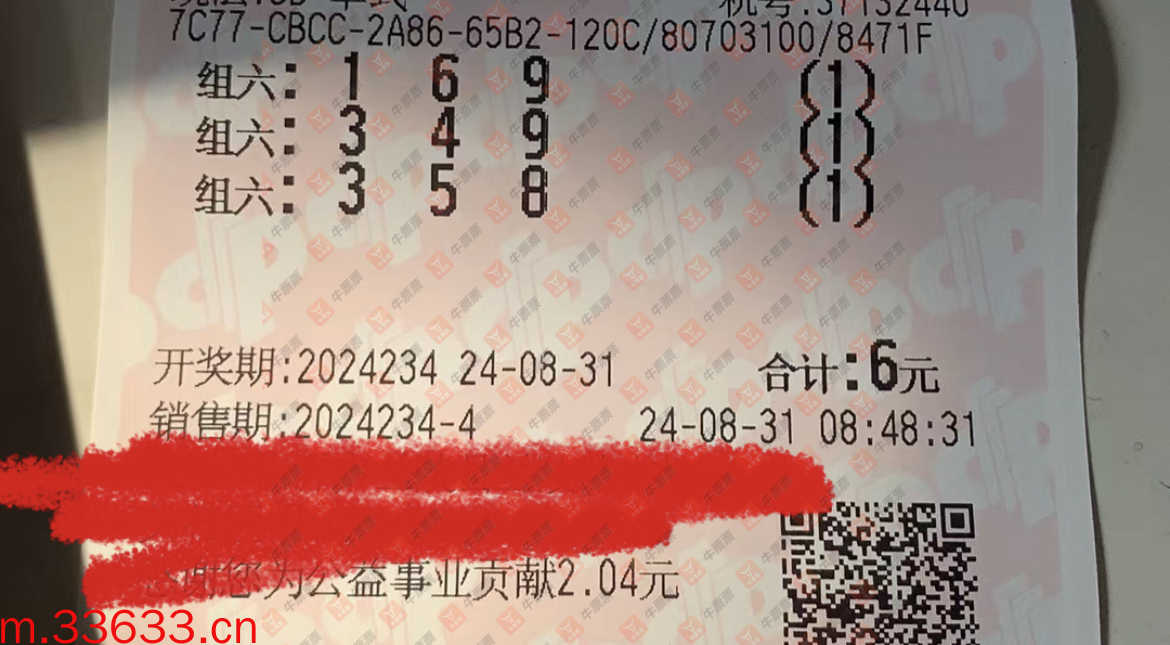 7C77-CBCC-2A86-65B2-120C/80703100/8471F
组六: 1 6 9 (1)
组六: 3 4 9 (1)
组六: 3 5 8 (1)
开奖期:2024234 24-08-31 合计:6元
销售期:2024234-4 24-08-31 08:48:31
谢您为公益事业贡献2.04元
m.33633.cn